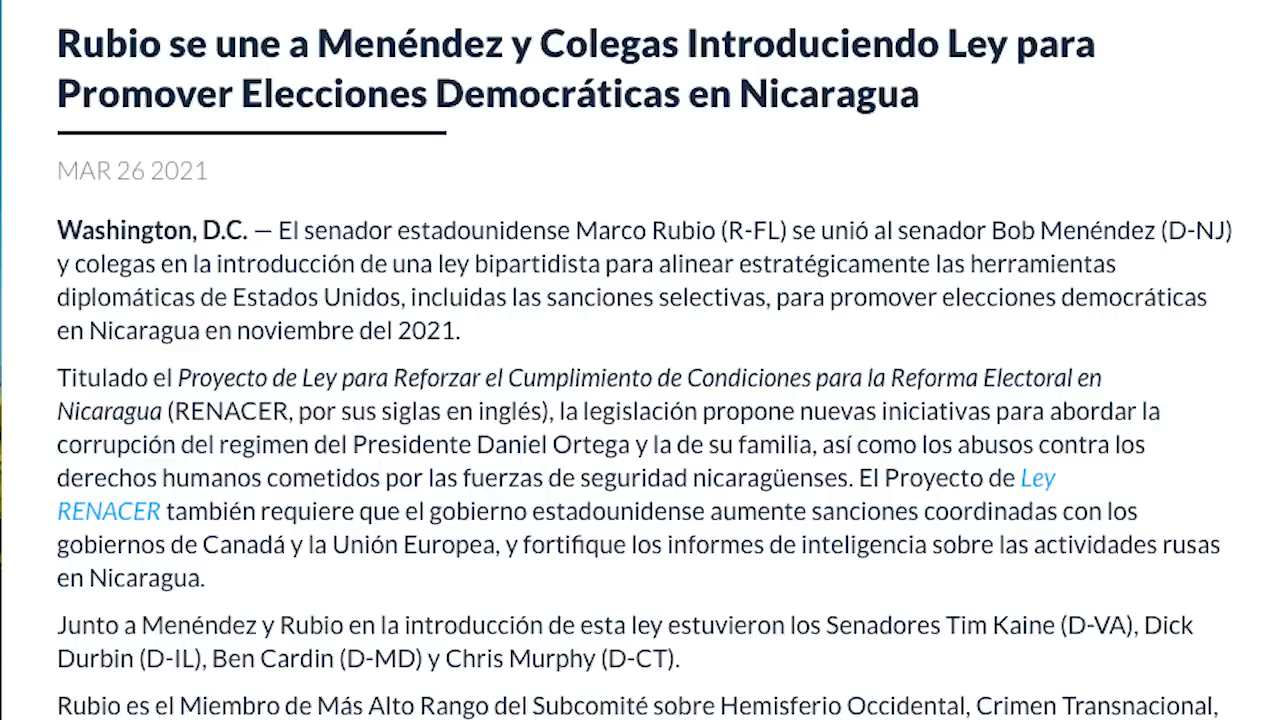 Rubio se une a Menéndez y Colegas Introduciendo Ley para
Promover Elecciones Democráticas en Nicaragua
MAR 26 2021
Washington, D.C. — El senador estadounidense Marco Rubio (R-FL) se unió al senador Bob Menéndez (D-NJ)
y colegas en la introducción de una ley bipartidista para alinear estratégicamente las herramientas
diplomáticas de Estados Unidos, incluidas las sanciones selectivas, para promover elecciones democráticas
en Nicaragua en noviembre del 2021.
Titulado el Proyecto de Ley para Reforzar el Cumplimiento de Condiciones para la Reforma Electoral en
Nicaragua (RENACER, por sus siglas en inglés), la legislación propone nuevas iniciativas para abordar la
corrupción del regimen del Presidente Daniel Ortega y la de su familia, así como los abusos contra los
derechos humanos cometidos por las fuerzas de seguridad nicaragüenses. El Proyecto de Ley
RENACER también requiere que el gobierno estadounidense aumente sanciones coordinadas con los
gobiernos de Canadá y la Unión Europea, y fortifique los informes de inteligencia sobre las actividades rusas
en Nicaragua.
Junto a Menéndez y Rubio en la introducción de esta ley estuvieron los Senadores Tim Kaine (D-VA), Dick
Durbin (D-IL), Ben Cardin (D-MD) y Chris Murphy (D-CT).
Rubio es el Miembro de Más Alto Rango del Subcomité sobre Hemisferio Occidental, Crimen Transnacional,